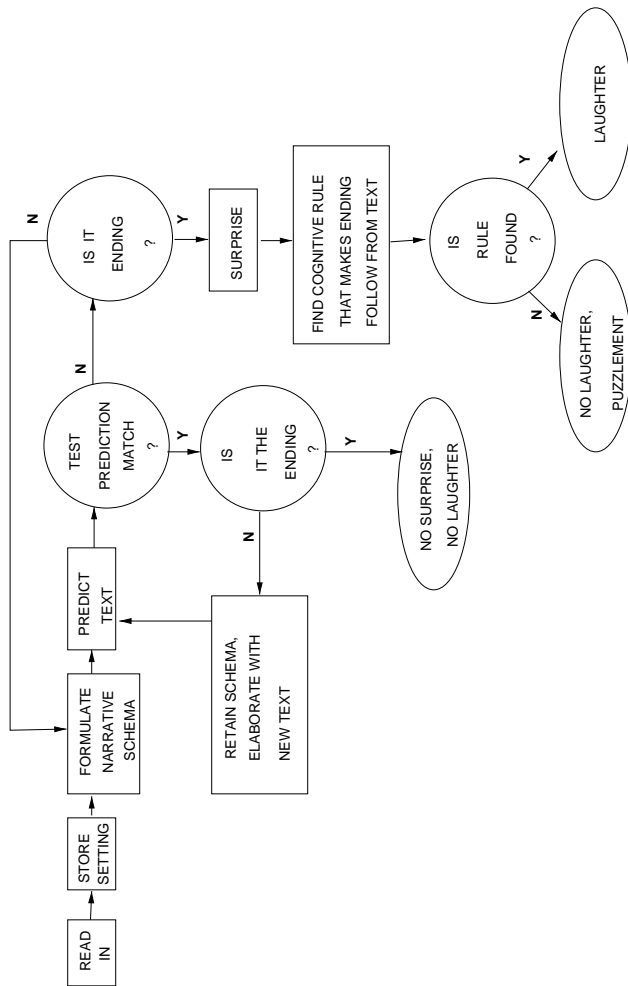 READ
IN
STORE
SETTING
FORMULATE
NARRATIVE
SCHEMA
PREDICT
TEXT
TEST
PREDICTION
MATCH
?
N
Y
IS IT
ENDING
?
N
Y
IS
IT THE
ENDING
?
N
Y
RETAIN SCHEMA,
ELABORATE WITH
NEW TEXT
NO SURPRISE,
NO LAUGHTER
SURPRISE
FIND COGNITIVE RULE
THAT MAKES ENDING
FOLLOW FROM TEXT
IS
RULE
FOUND
?
N
Y
NO LAUGHTER,
PUZZLEMENT
LAUGHTER